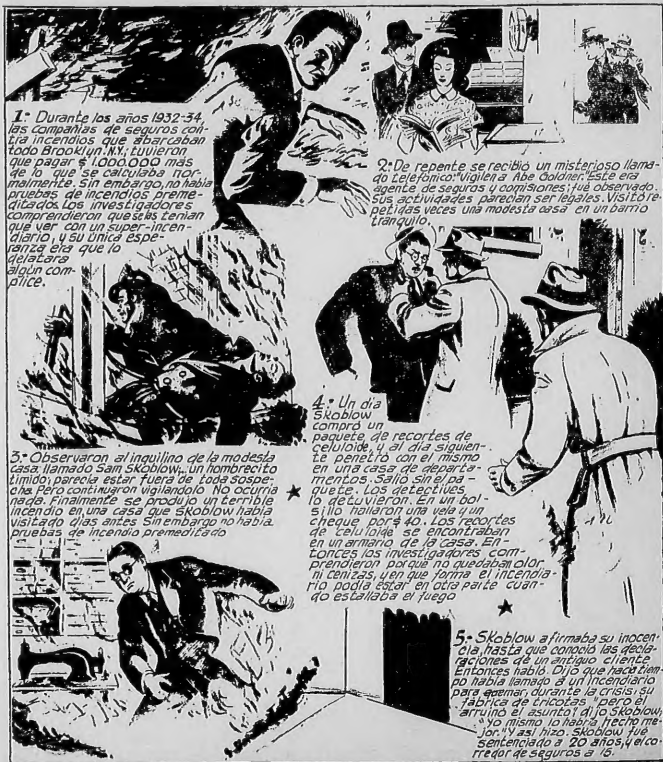 1.- Durante los años 1932-34,
las compañias de seguros con-
tra incendios que abarcaban
todo Brooklyn. N.Y., tuvieron
que pagar $ 1.000.000 más
de lo que se calculaba nor-
malmente. Sin embargo, no había
pruebas de incendios preme-
ditados Los investigadores
comprendieron que se las tenían
que ver con un super-incen-
diario, y su única espe-
ranza era que lo
delatara
algún cóm-
plice.
2.- De repente se recibió un misterioso llama-
do telefónico: "Vigilen a Abe Goldner." Este era
agente de seguros y comisiones; fué observado.
Sus actividades parecían ser legales. Visitó re-
petidas veces una modesta casa en un barrio
tranquilo.
3.- Observaron al inquilino de la modesta
casa: llamado Sam Skoblow, un hombrecito
tímido; parecía estar fuera de toda sospe-
cha. Pero continuaron vigilándolo No ocurría
nada. Finalmente se produjo un terrible
incendio en una casa que Skoblow había
visitado días antes Sin embargo no había
pruebas de incendio premeditado
4.- Un día
Skoblow
compró un
paquete de recortes de
celuloide, y al día siguien-
te penetró con el mismo
en una casa de departa-
mentos. Salió sin el pa-
quete. Los detectives
lo detuvieron. En un bol-
sillo hallaron una vela y un
cheque por $ 40. Los recortes
de celuloide se encontraban
en un armario de la casa. En-
tonces los investigadores com-
prendieron porque no quedaban olor
ni cenizas, y en que forma el incendia-
rio podía estar en otra parte cuan-
do estallaba el fuego
5.- Skoblow afirmaba su inocen-
cia, hasta que conoció las decla-
raciones de un antiguo cliente
Entonces habló. Dijo que hacía tiem-
po había llamado a un incendiario
para quemar, durante la crisis, su
fábrica de tricotas "pero él
arruinó el asunto" dijo Skoblow,
"Yo mismo lo habría hecho me-
jor." Y así hizo. Skoblow fué
sentenciado a 20 años, y el co-
rredor de seguros a 15.